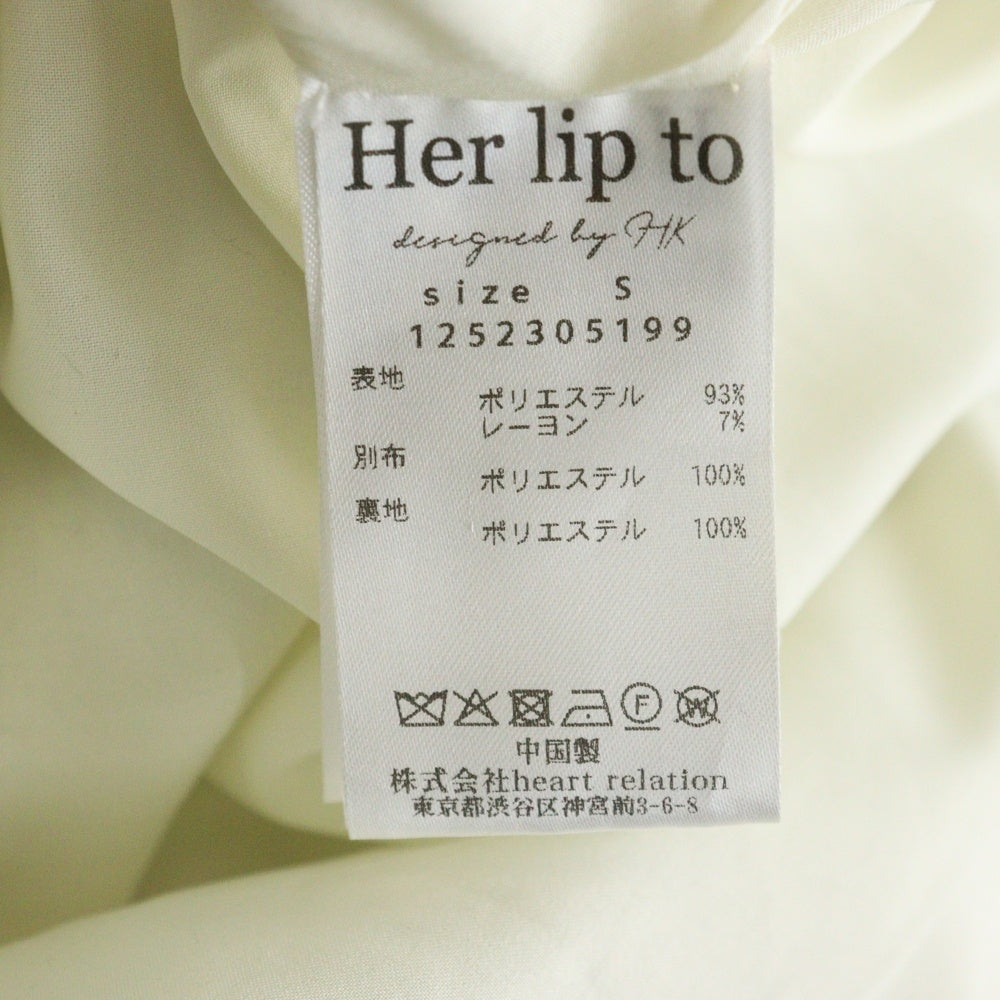 Her lip to
designed by HK
size S
1252305199
表地
ポリエステル 93%
レーヨン 7%
別布
ポリエステル 100%
裏地
ポリエステル 100%
F W
中国製
株式会社heart relation
東京都渋谷区神宮前3-6-8